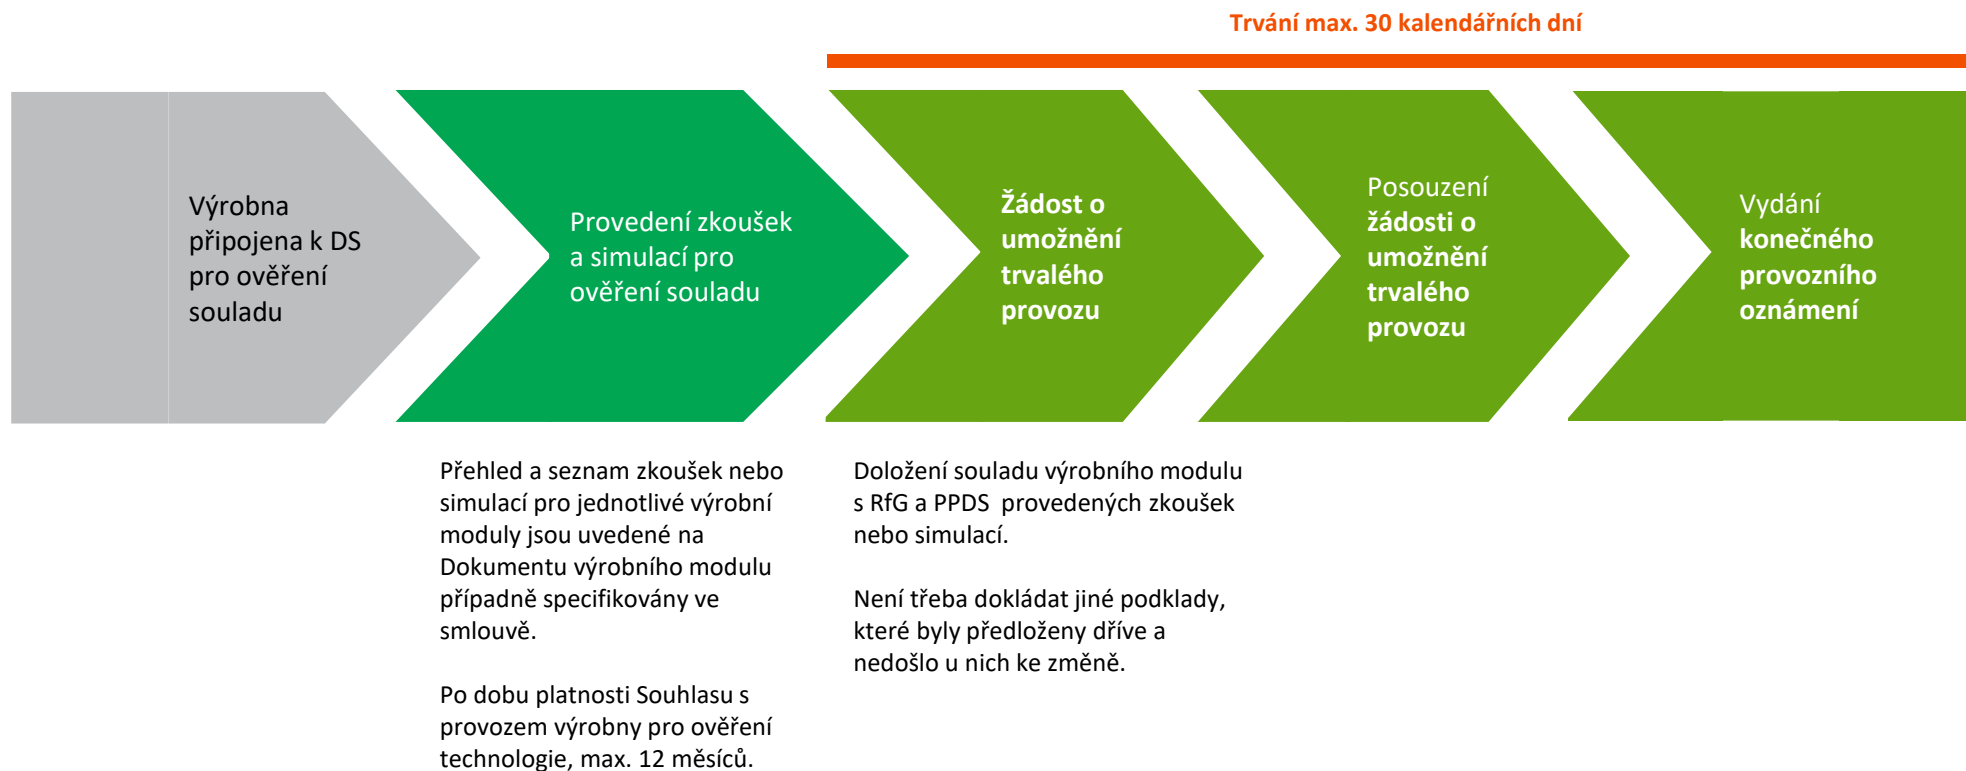 Trvání max. 30 kalendářních dní
Výrobna
připojena k DS
pro ověření
souladu
Provedení zkoušek
a simulací pro
ověření souladu
Žádost o
umožnění
trvalého
provozu
Posouzení
žádosti o
umožnění
trvalého
provozu
Vydání
konečného
provozního
oznámení
Přehled a seznam zkoušek nebo
simulací pro jednotlivé výrobní
moduly jsou uvedené na
Dokumentu výrobního modulu
případně specifikovány ve
smlouvě.
Po dobu platnosti Souhlasu s
provozem výrobny pro ověření
technologie, max. 12 měsíců.
Doložení souladu výrobního modulu
s RfG a PPDS  provedených zkoušek
nebo simulací.
Není třeba dokládat jiné podklady,
které byly předloženy dříve a
nedošlo u nich ke změně.